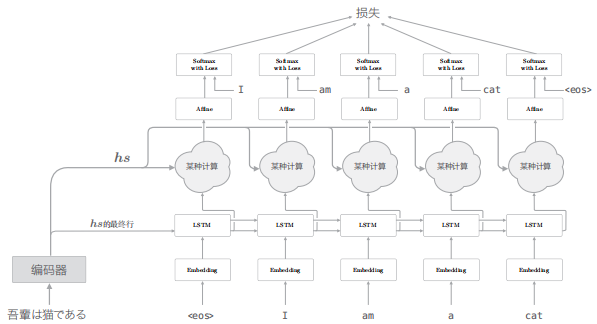 损失
Softmax with Loss
Softmax with Loss
Softmax with Loss
Softmax with Loss
Softmax with Loss
I
am
a
cat
<eos>
Affine
Affine
Affine
Affine
Affine
hs
某种计算
某种计算
某种计算
某种计算
某种计算
hs的最终行
LSTM
LSTM
LSTM
LSTM
LSTM
编码器
Embedding
Embedding
Embedding
Embedding
Embedding
吾輩は猫である
<eos>
I
am
a
cat